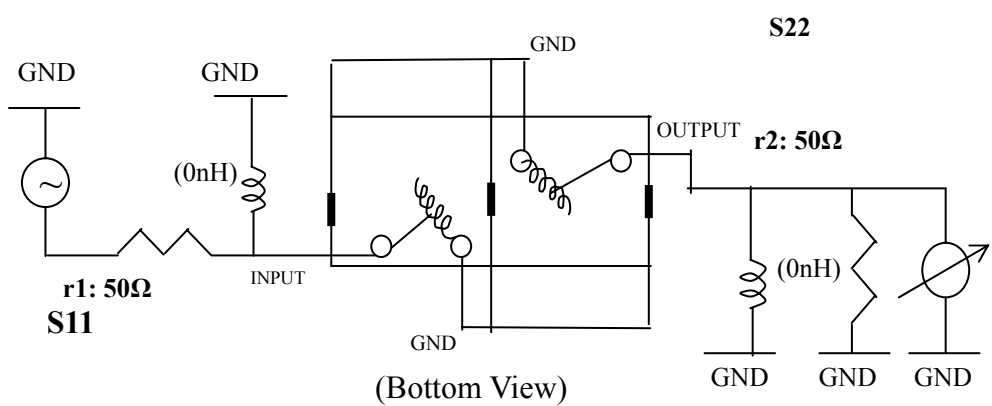 S22
GND
GND
GND
OUTPUT
r2: 50Ω
(0nH)
~
INPUT
r1: 50Ω
S11
(0nH)
GND
GND
GND
GND
(Bottom View)